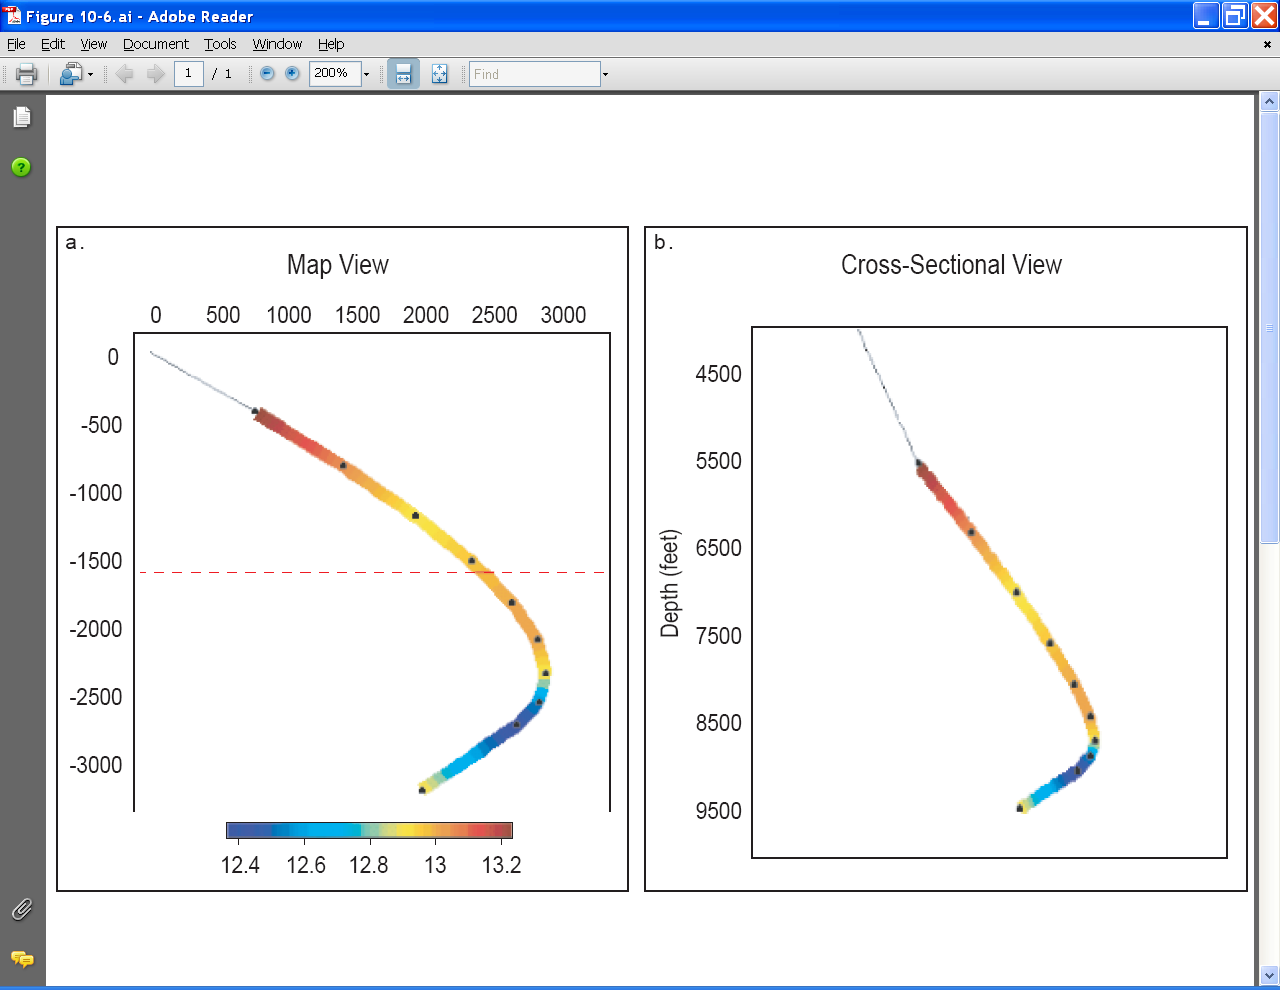 Figure 10-6.ai - Adobe Reader
File Edit View Document Tools Window Help
1 / 1 200% Find
a.
Map View
0 500 1000 1500 2000 2500 3000
0
-500
-1000
-1500
-2000
-2500
-3000
12.4 12.6 12.8 13 13.2
b.
Cross-Sectional View
Depth (feet)
4500
5500
6500
7500
8500
9500